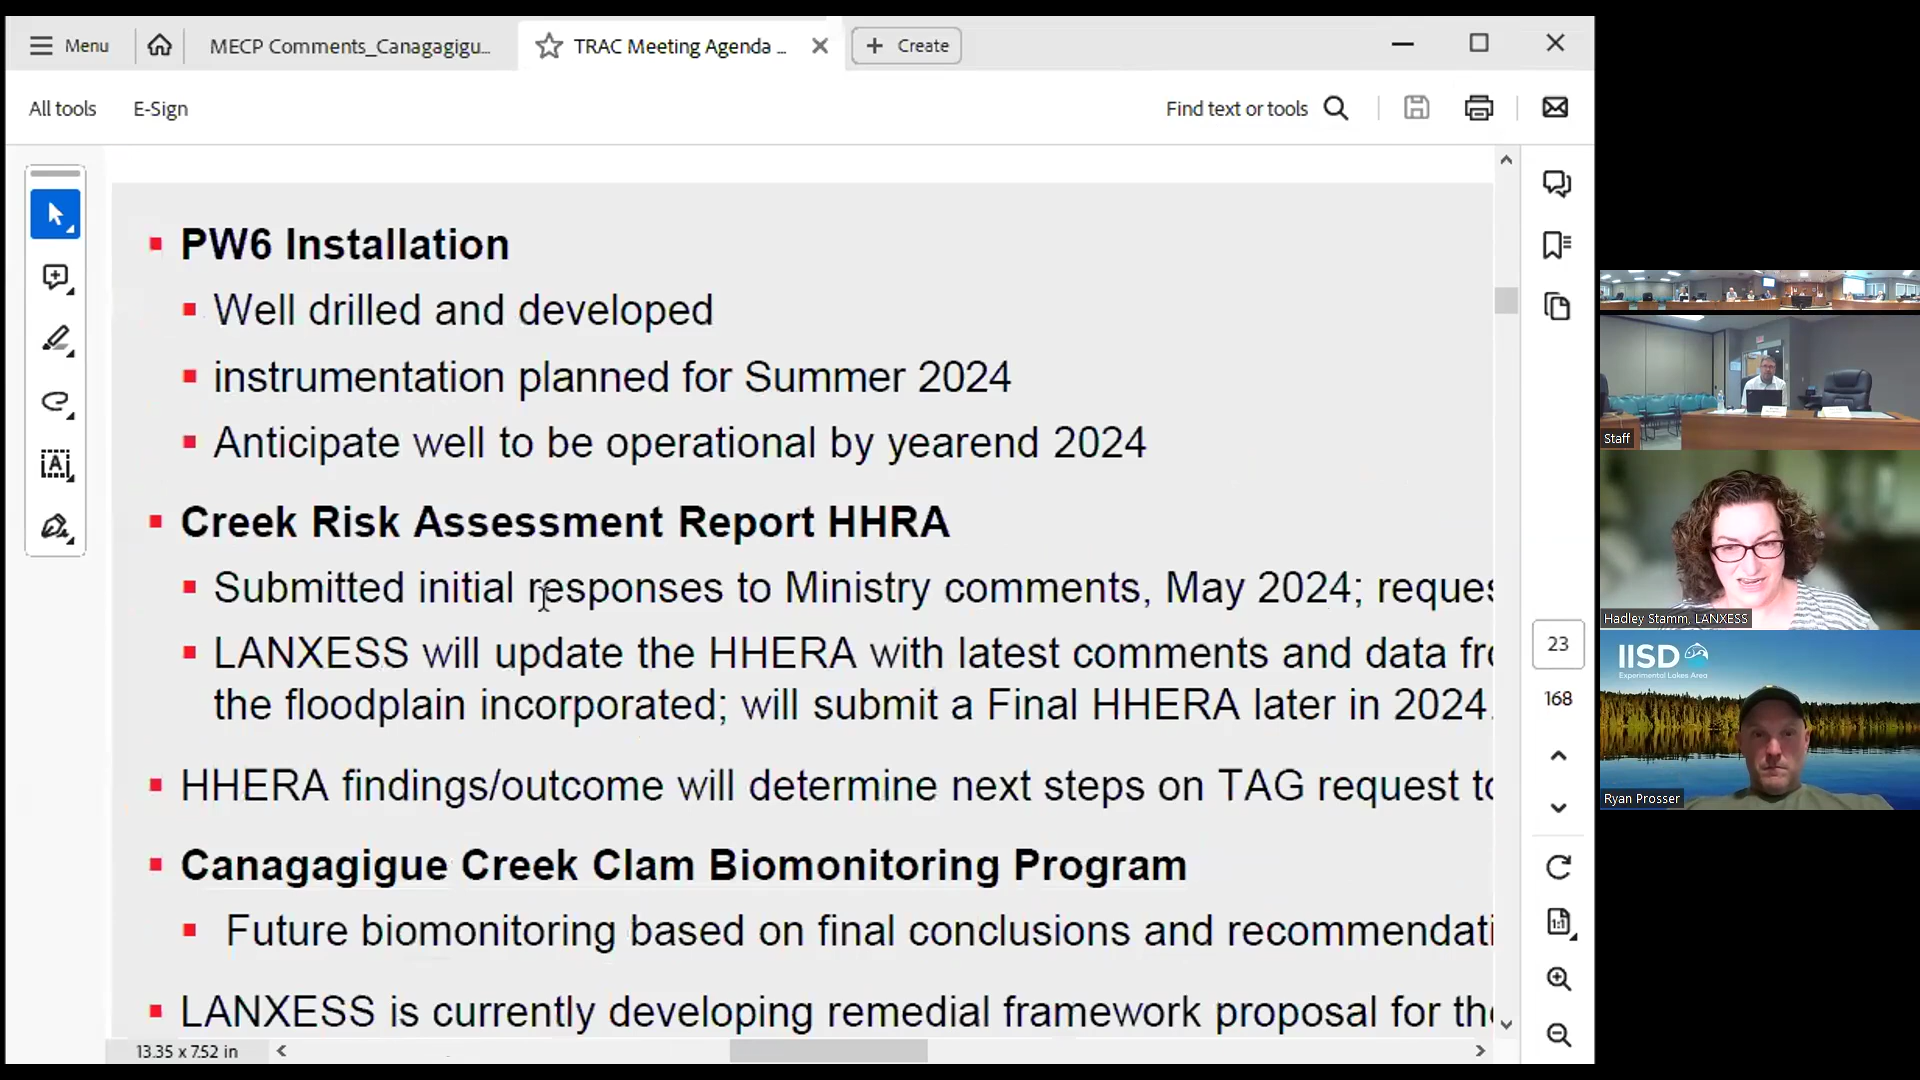 Menu
MECP Comments_Canagagigu...
TRAC Meeting Agenda ...
Create
All tools
E-Sign
Find text or tools
PW6 Installation
Well drilled and developed
instrumentation planned for Summer 2024
Anticipate well to be operational by yearend 2024
Creek Risk Assessment Report HHRA
Submitted initial responses to Ministry comments, May 2024; reques
LANXESS will update the HHERA with latest comments and data fro
the floodplain incorporated; will submit a Final HHERA later in 2024.
HHERA findings/outcome will determine next steps on TAG request to
Canagagigue Creek Clam Biomonitoring Program
Future biomonitoring based on final conclusions and recommendati
LANXESS is currently developing remedial framework proposal for the
13.35 x 7.52 in
23
168
1:1
Staff
Hadley Stamm, LANXESS
IISD
Experimental Lakes Area
Ryan Prosser